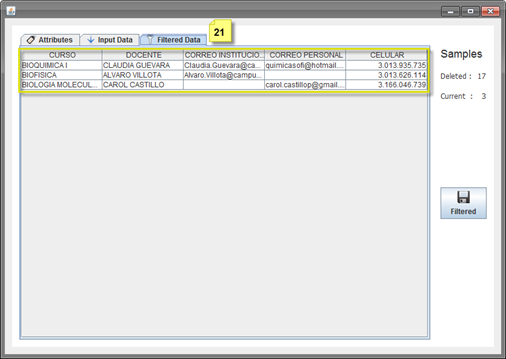 21
Attributes Input Data Filtered Data
CURSO DOCENTE CORREO INSTITUCIO... CORREO PERSONAL CELULAR
BIOQUIMICA I CLAUDIA GUEVARA Claudia.Guevara@ca... quimicasofi@hotmail.... 3.013.935.735
BIOFISICA ALVARO VILLOTA Alvaro.Villota@campu... 3.013.626.114
BIOLOGIA MOLECUL... CAROL CASTILLO carol.castillop@gmail.... 3.166.046.739
Samples
Deleted : 17
Current : 3
Filtered